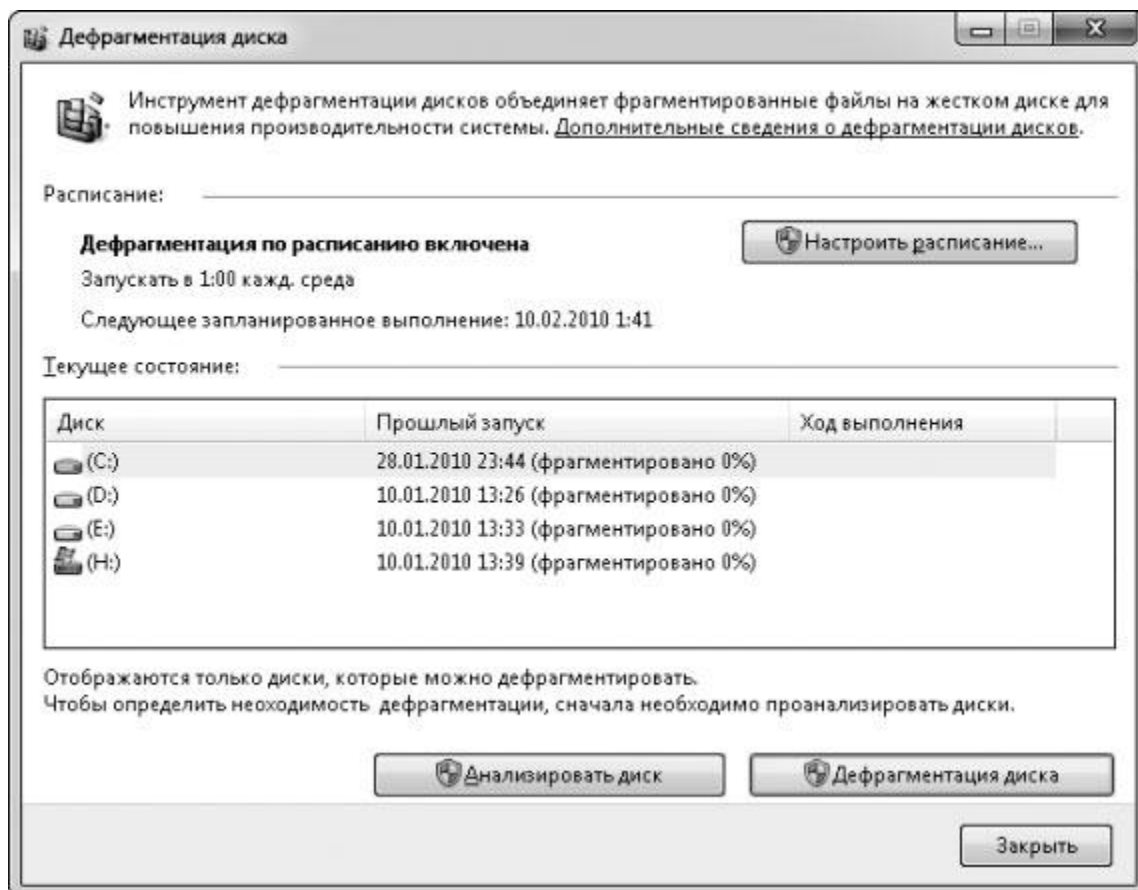 Дефрагментация диска
Инструмент дефрагментации дисков объединяет фрагментированные файлы на жестком диске для
повышения производительности системы. Дополнительные сведения о дефрагментации дисков.
Расписание:
Дефрагментация по расписанию включена
Настроить расписание...
Запускать в 1:00 кажд. среда
Следующее запланированное выполнение: 10.02.2010 1:41
Текущее состояние:
Диск Прошлый запуск Ход выполнения
(C:) 28.01.2010 23:44 (фрагментировано 0%)
(D:) 10.01.2010 13:26 (фрагментировано 0%)
(E:) 10.01.2010 13:33 (фрагментировано 0%)
(H:) 10.01.2010 13:39 (фрагментировано 0%)
Отображаются только диски, которые можно дефрагментировать.
Чтобы определить неоходимость дефрагментации, сначала необходимо проанализировать диски.
Анализировать диск Дефрагментация диска
Закрыть